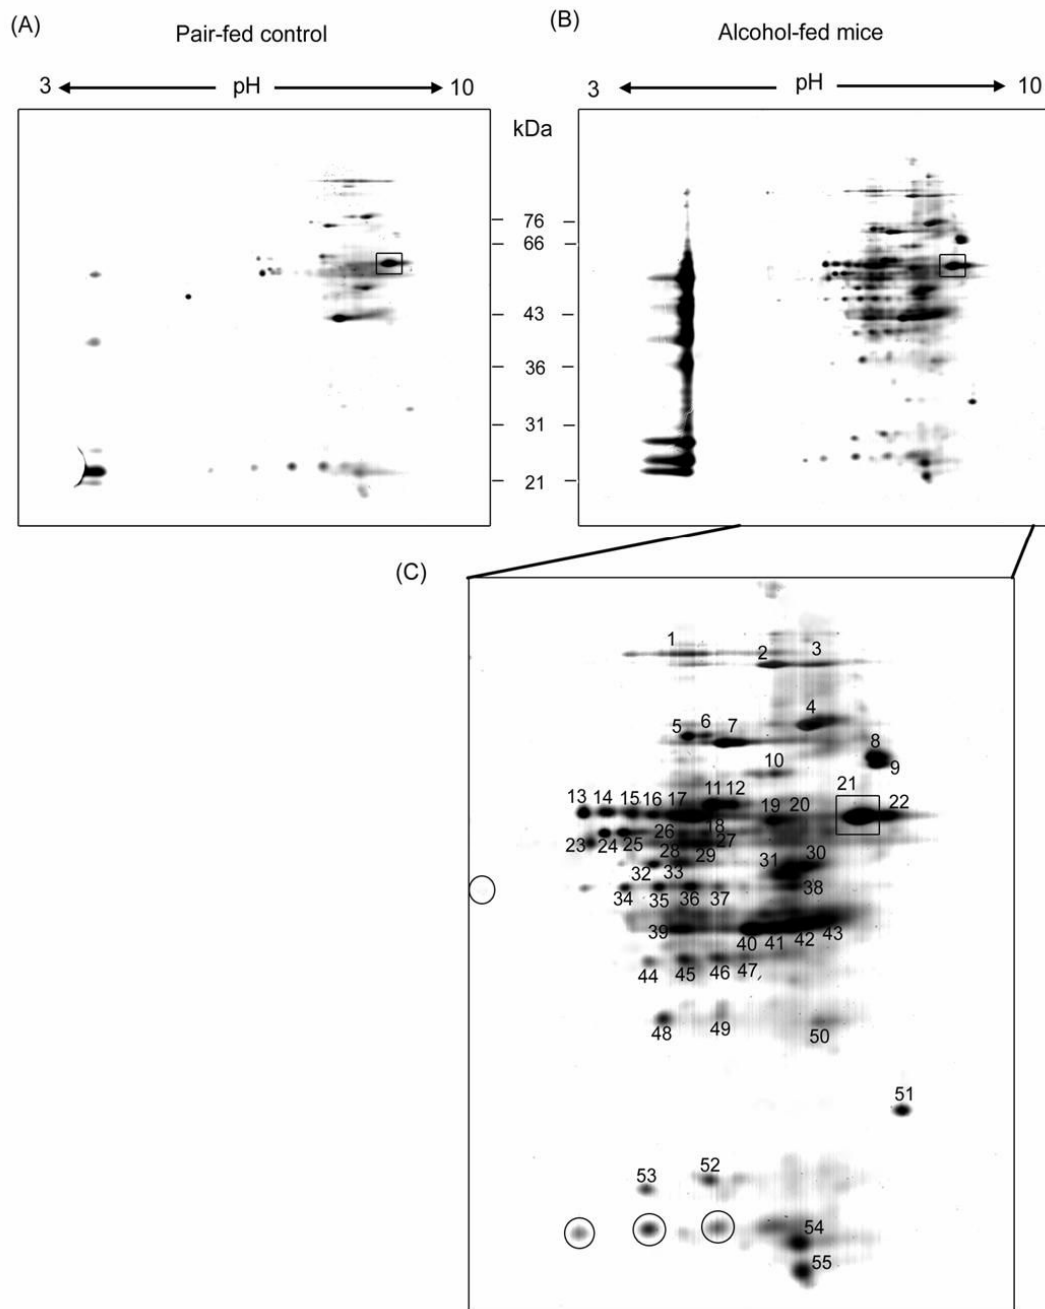 (A)
Pair-fed control
3 pH 10
(B)
Alcohol-fed mice
3 pH 10
kDa
76
66
43
36
31
21
(C)
1
2
3
4
5 6 7
8
9
10
11 12
13 14 15 16 17
18
19 20
21
22
23 24 25
26
27
28
29
30
31
32 33
34 35 36 37
38
39
40 41 42 43
44 45 46 47
48
49
50
51
52
53
54
55